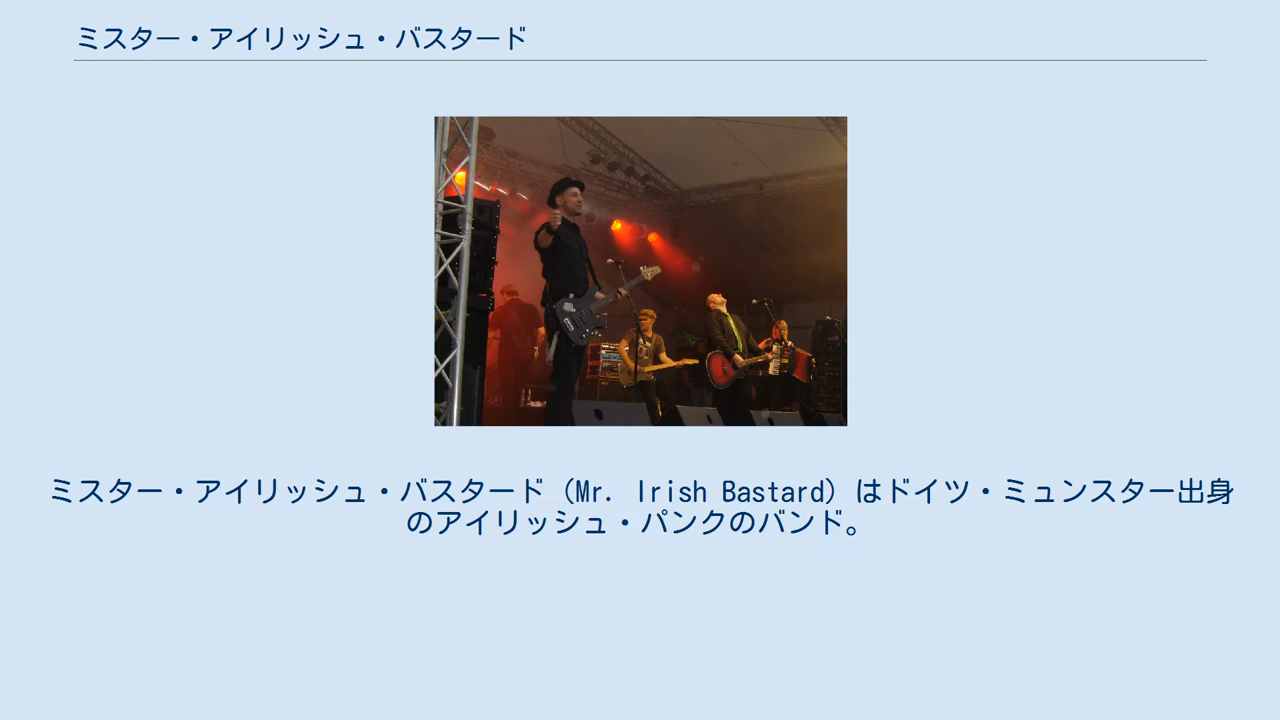 ミスター・アイリッシュ・バスタード
ミスター・アイリッシュ・バスタード (Mr. Irish Bastard) はドイツ・ミュンスター出身
のアイリッシュ・パンクのバンド。